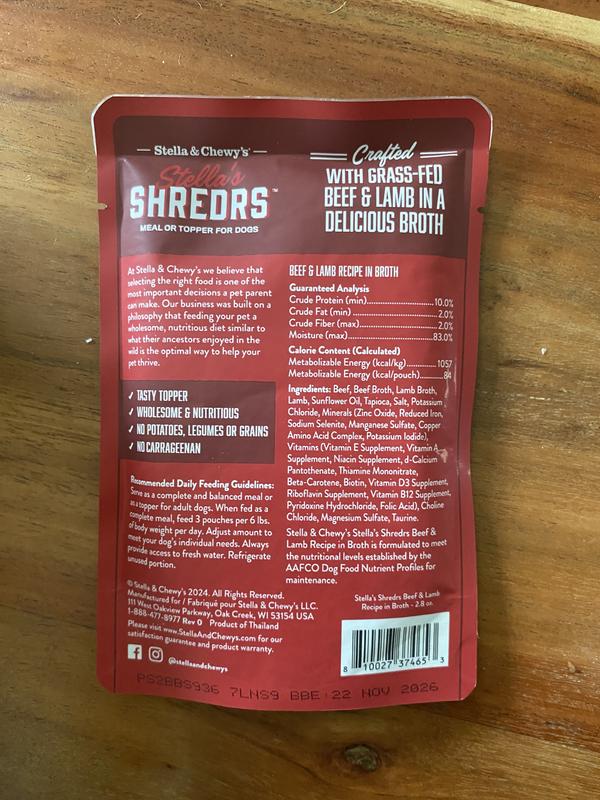 Stella & Chewy's
Stella's
SHREDRS™
MEAL OR TOPPER FOR DOGS
Crafted
WITH GRASS-FED
BEEF & LAMB IN A
DELICIOUS BROTH
At Stella & Chewy's we believe that
selecting the right food is one of the
most important decisions a pet parent
can make. Our business was built on a
philosophy that feeding your pet a
wholesome, nutritious diet similar to
what their ancestors enjoyed in the
wild is the optimal way to help your
pet thrive.
✓ TASTY TOPPER
✓ WHOLESOME & NUTRITIOUS
✓ NO POTATOES, LEGUMES OR GRAINS
✓ NO CARRAGEENAN
Recommended Daily Feeding Guidelines:
Serve as a complete and balanced meal or
as a topper for adult dogs. When fed as a
complete meal, feed 3 pouches per 6 lbs.
of body weight per day. Adjust amount to
meet your dog's individual needs. Always
provide access to fresh water. Refrigerate
unused portion.
© Stella & Chewy's 2024. All Rights Reserved.
Manufactured for / Fabriqué pour Stella & Chewy's LLC.
111 West Oakview Parkway, Oak Creek, WI 53154 USA
1-888-477-8977 Rev 0 Product of Thailand
Please visit www.StellaAndChewys.com for our
satisfaction guarantee and product warranty.
@stellaandchewys
BEEF & LAMB RECIPE IN BROTH
Guaranteed Analysis
Crude Protein (min)..........10.0%
Crude Fat (min)..........2.0%
Crude Fiber (max)..........2.0%
Moisture (max)..........83.0%
Calorie Content (Calculated)
Metabolizable Energy (kcal/kg)..........1057
Metabolizable Energy (kcal/pouch)..........84
Ingredients: Beef, Beef Broth, Lamb Broth,
Lamb, Sunflower Oil, Tapioca, Salt, Potassium
Chloride, Minerals (Zinc Oxide, Reduced Iron,
Sodium Selenite, Manganese Sulfate, Copper
Amino Acid Complex, Potassium Iodide),
Vitamins (Vitamin E Supplement, Vitamin A
Supplement, Niacin Supplement, d-Calcium
Pantothenate, Thiamine Mononitrate,
Beta-Carotene, Biotin, Vitamin D3 Supplement,
Riboflavin Supplement, Vitamin B12 Supplement,
Pyridoxine Hydrochloride, Folic Acid), Choline
Chloride, Magnesium Sulfate, Taurine.
Stella & Chewy's Stella's Shredrs Beef &
Lamb Recipe in Broth is formulated to meet
the nutritional levels established by the
AAFCO Dog Food Nutrient Profiles for
maintenance.
Stella's Shredrs Beef & Lamb
Recipe in Broth - 2.8 oz.
8 10027 37465 3
PS2BBS936 7LNS9 BBE 22 NOV 2026